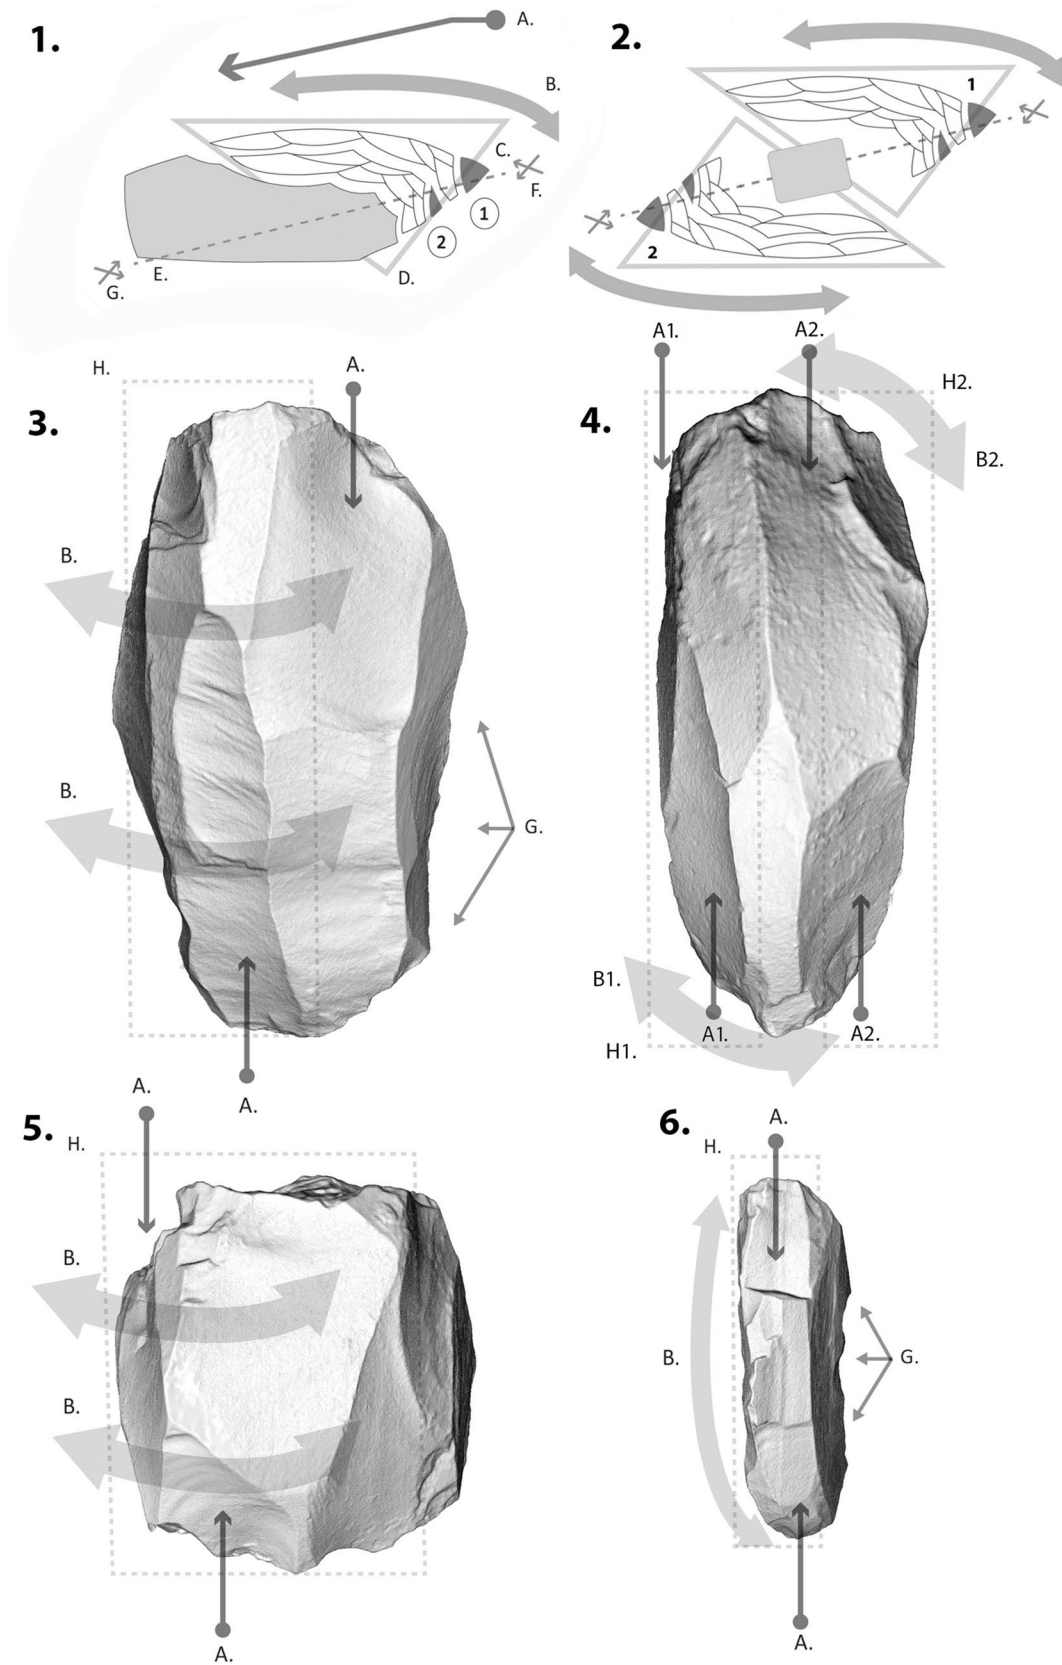 1.
A.
B.
C.
F.
1
2
D.
E.
G.
2.
1
2
3.
H.
A.
B.
B.
G.
A.
4.
A1.
A2.
H2.
B2.
B1.
H1.
A1.
A2.
5.
A.
H.
B.
B.
A.
6.
A.
H.
B.
G.
A.